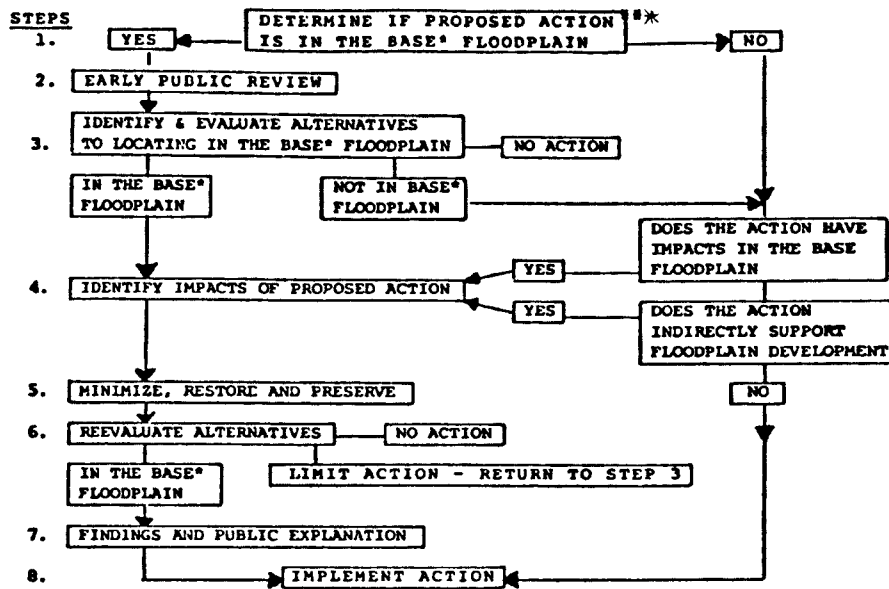 STEPS
DETERMINE IF PROPOSED ACTION***
IS IN THE BASE* FLOODPLAIN
1.
YES
NO
2.
EARLY PUBLIC REVIEW
3.
IDENTIFY & EVALUATE ALTERNATIVES
TO LOCATING IN THE BASE* FLOODPLAIN
NO ACTION
IN THE BASE*
FLOODPLAIN
NOT IN BASE*
FLOODPLAIN
DOES THE ACTION HAVE
IMPACTS IN THE BASE
FLOODPLAIN
YES
4.
IDENTIFY IMPACTS OF PROPOSED ACTION
YES
DOES THE ACTION
INDIRECTLY SUPPORT
FLOODPLAIN DEVELOPMENT
5.
MINIMIZE, RESTORE AND PRESERVE
NO
6.
REEVALUATE ALTERNATIVES
NO ACTION
IN THE BASE*
FLOODPLAIN
LIMIT ACTION - RETURN TO STEP 3
7.
FINDINGS AND PUBLIC EXPLANATION
8.
IMPLEMENT ACTION